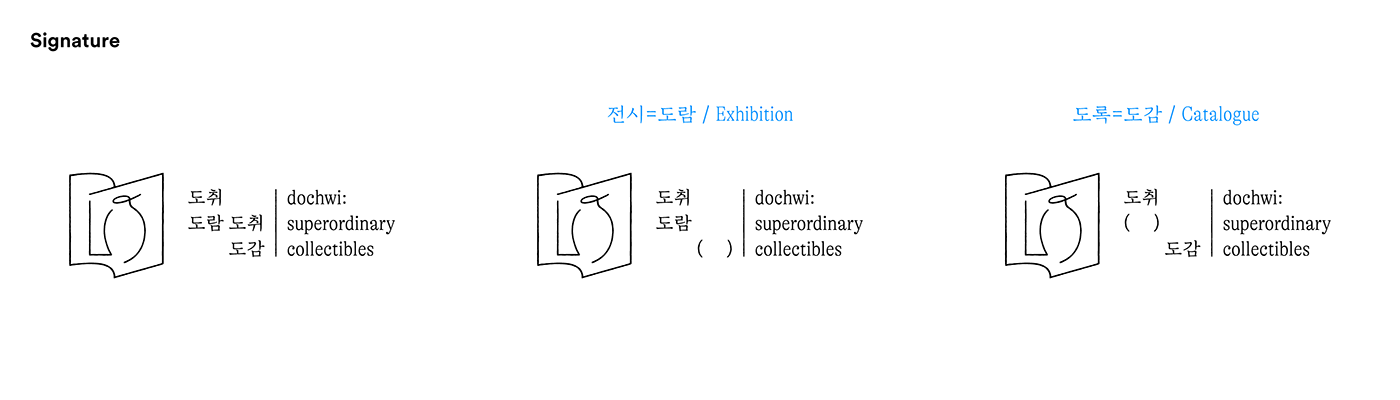 Signature
전시=도람 / Exhibition
도록=도감 / Catalogue
도취
도람 도취
도감
dochwi:
superordinary
collectibles
도취
도람
( )
dochwi:
superordinary
collectibles
도취
( )
도감
dochwi:
superordinary
collectibles